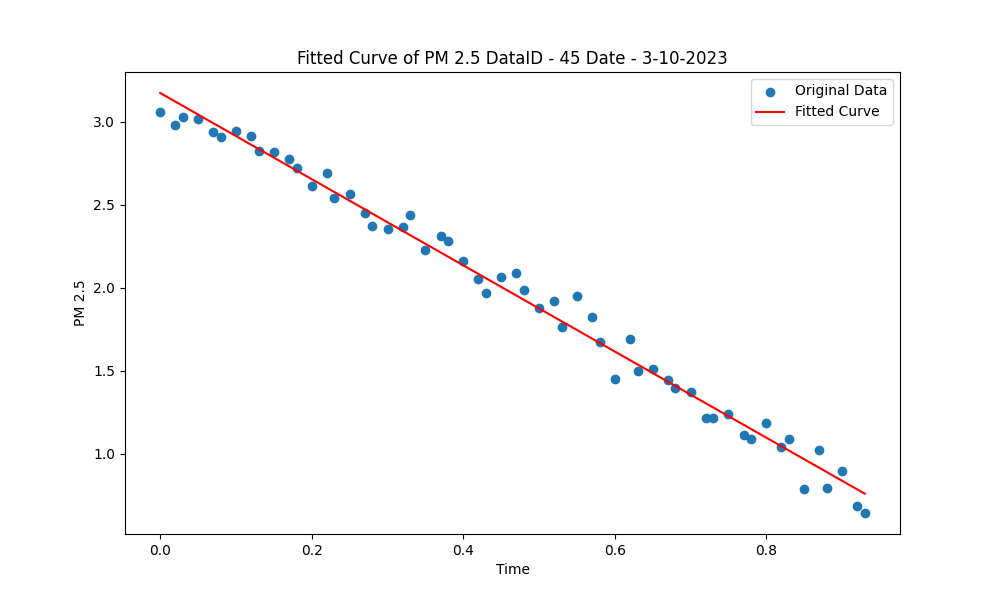 Fitted Curve of PM 2.5 DataID - 45 Date - 3-10-2023
Original Data
Fitted Curve
3.0
2.5
2.0
1.5
1.0
PM 2.5
0.0 0.2 0.4 0.6 0.8
Time